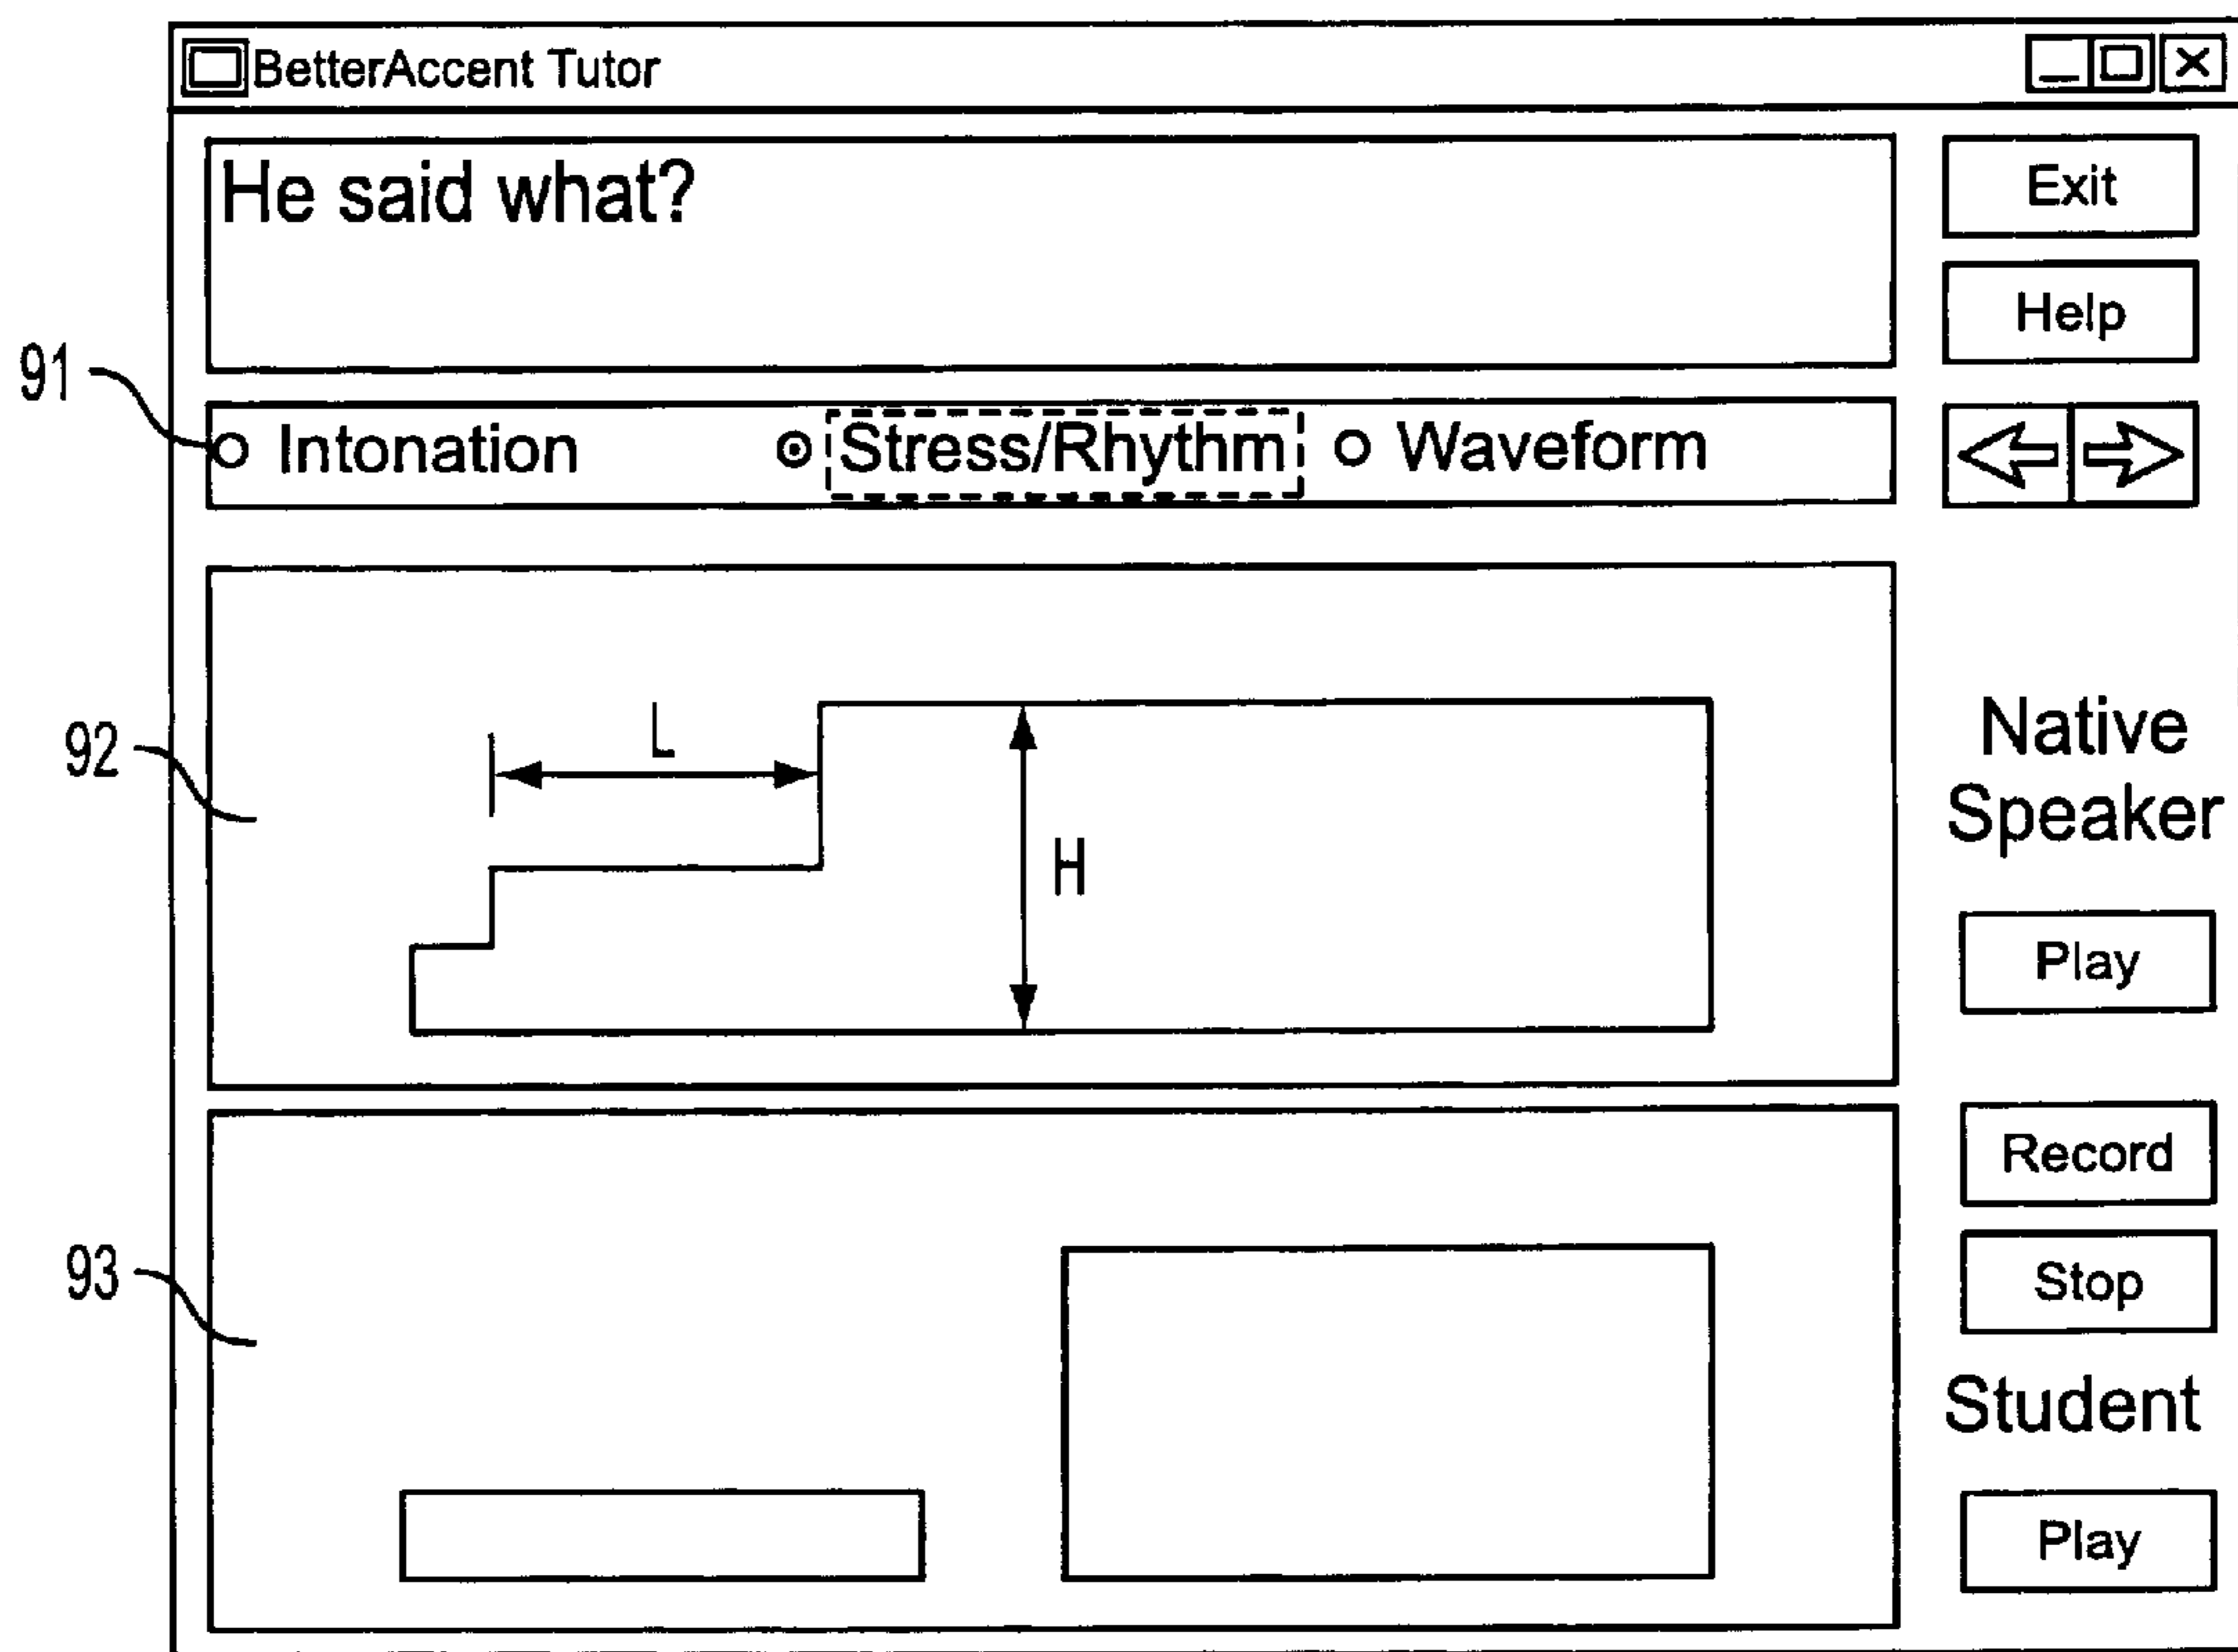 BetterAccent Tutor
He said what?
Exit
Help
91
Intonation Stress/Rhythm Waveform
92
L
H
Native
Speaker
Play
93
Record
Stop
Student
Play